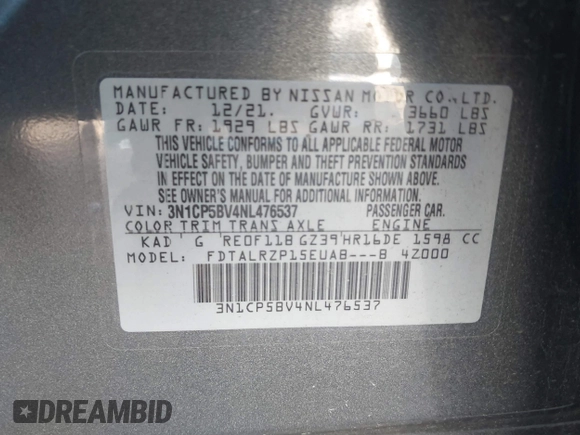 MANUFACTURED BY NISSAN MOTOR CO.,LTD.
DATE: 12/21. GVWR: 3660 LBS
GAWR FR: 1929 LBS GAWR RR: 1731 LBS
THIS VEHICLE CONFORMS TO ALL APPLICABLE FEDERAL MOTOR
VEHICLE SAFETY, BUMPER AND THEFT PREVENTION STANDARDS
IN EFFECT ON THE DATE OF MANUFACTURE SHOWN ABOVE.
SEE OWNER'S MANUAL FOR ADDITIONAL INFORMATION.
VIN: 3N1CP5BV4NL476537 PASSENGER CAR.
COLOR TRIM TRANS AXLE ENGINE
KAD G RE0F11B GZ39 HR16DE 1598 CC
MODEL: FDTALRZP15EUAB---B 4Z000
3N1CP5BV4NL476537
DREAMBID